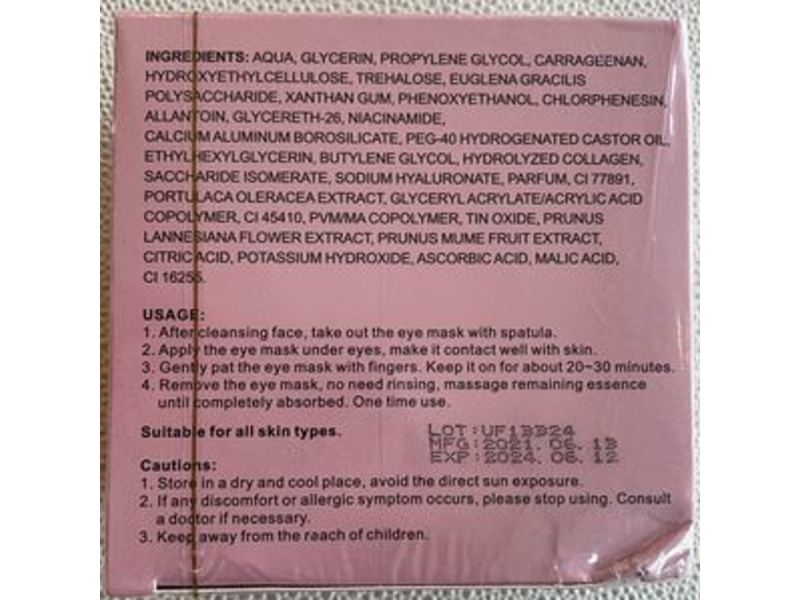 INGREDIENTS: AQUA, GLYCERIN, PROPYLENE GLYCOL, CARRAGEENAN,
HYDROXYETHYLCELLULOSE, TREHALOSE, EUGLENA GRACILIS
POLYSACCHARIDE, XANTHAN GUM, PHENOXYETHANOL, CHLORPHENESIN,
ALLANTOIN, GLYCERETH-26, NIACINAMIDE,
CALCIUM ALUMINUM BOROSILICATE, PEG-40 HYDROGENATED CASTOR OIL,
ETHYLHEXYLGLYCERIN, BUTYLENE GLYCOL, HYDROLYZED COLLAGEN,
SACCHARIDE ISOMERATE, SODIUM HYALURONATE, PARFUM, CI 77891,
PORTULACA OLERACEA EXTRACT, GLYCERYL ACRYLATE/ACRYLIC ACID
COPOLYMER, CI 45410, PVM/MA COPOLYMER, TIN OXIDE, PRUNUS
LANNESIANA FLOWER EXTRACT, PRUNUS MUME FRUIT EXTRACT,
CITRIC ACID, POTASSIUM HYDROXIDE, ASCORBIC ACID, MALIC ACID,
CI 16255.
USAGE:
1. After cleansing face, take out the eye mask with spatula.
2. Apply the eye mask under eyes, make it contact well with skin.
3. Gently pat the eye mask with fingers. Keep it on for about 20~30 minutes.
4. Remove the eye mask, no need rinsing, massage remaining essence
until completely absorbed. One time use.
Suitable for all skin types.
LOT:UF13324
MFG:2021.06.13
EXP:2024.06.12
Cautions:
1. Store in a dry and cool place, avoid the direct sun exposure.
2. If any discomfort or allergic symptom occurs, please stop using. Consult
a doctor if necessary.
3. Keep away from the reach of children.